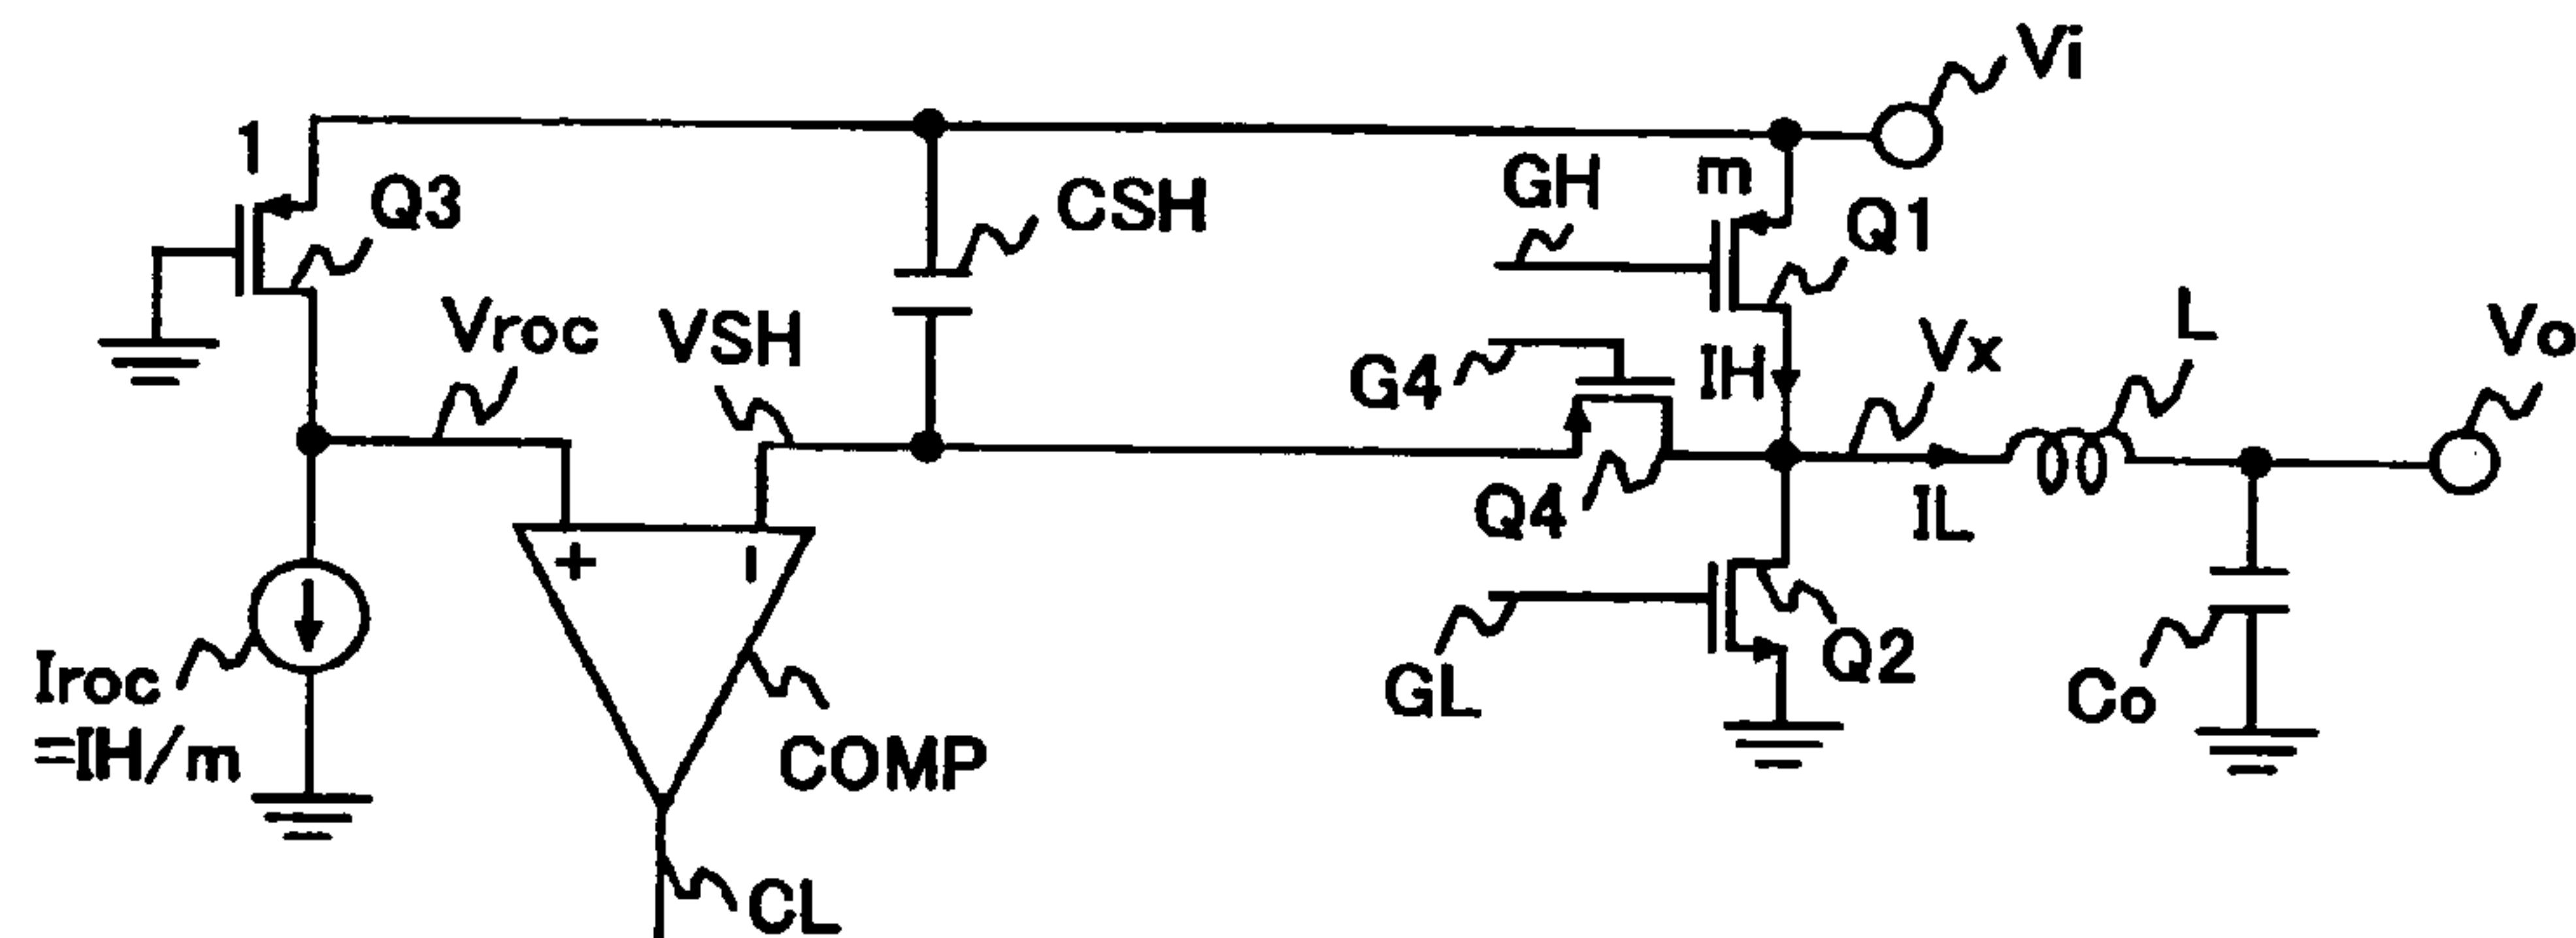 Vi
1
GH
m
Q3
CSH
Q1
Vroc
VSH
G4
IH
Vx
L
Vo
Q4
IL
+
-
Iroc
=IH/m
GL
Q2
Co
COMP
CL